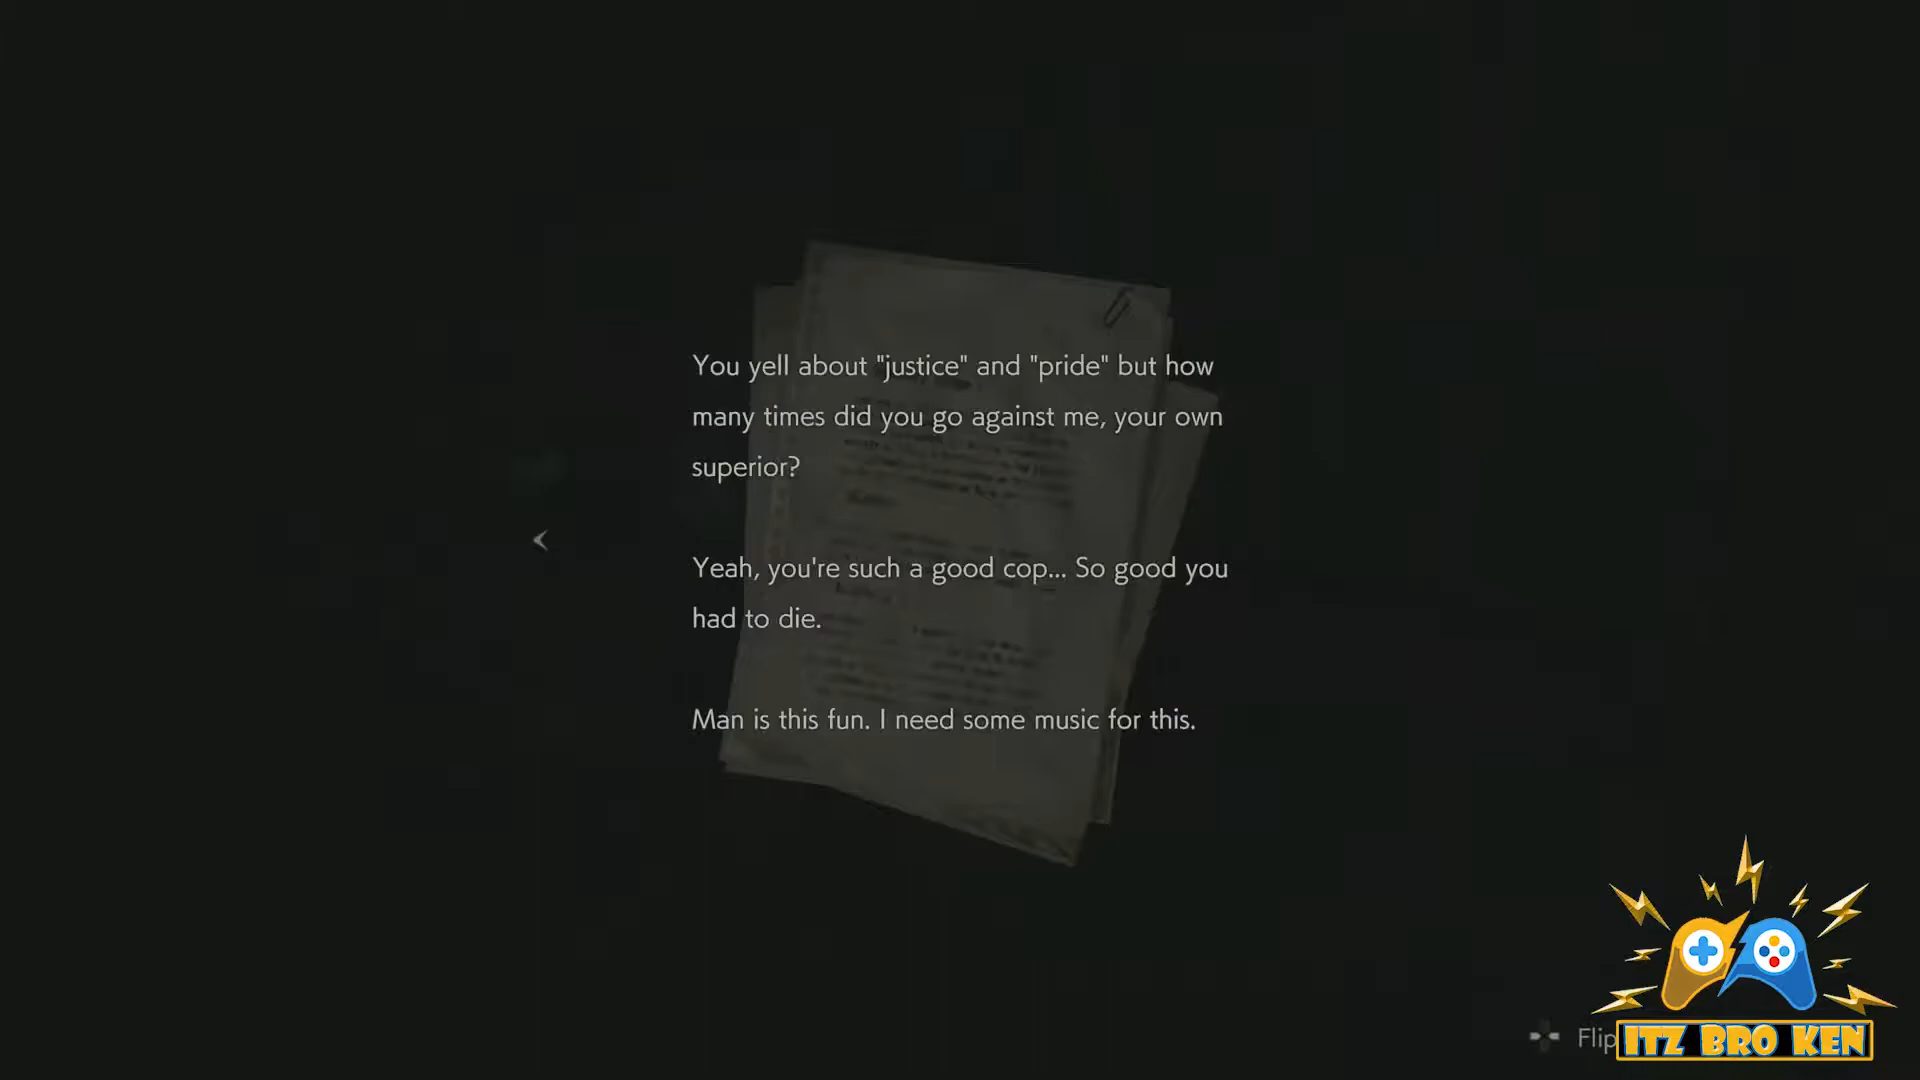 You yell about "justice" and "pride" but how
many times did you go against me, your own
superior?
Yeah, you're such a good cop... So good you
had to die.
Man is this fun. I need some music for this.
Flip
ITZ BRO KEN